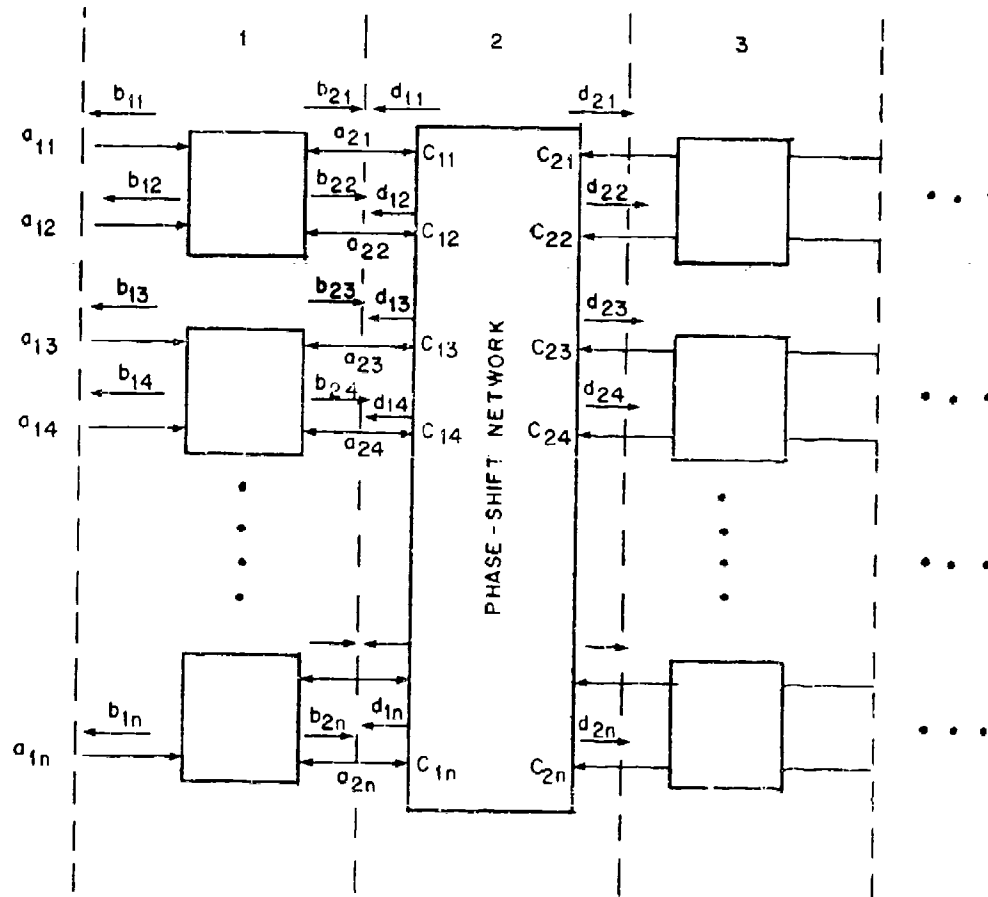 1 2 3
b11 b21 d11 d21
a11 a21 C11 C21
b12 b22 d12 d22
a12 a22 C12 C22
b13 b23 d13 d23
a13 a23 C13 C23
b14 b24 d14 d24
a14 a24 C14 C24
PHASE-SHIFT NETWORK
b1n b2n d1n d2n
a1n a2n C1n C2n